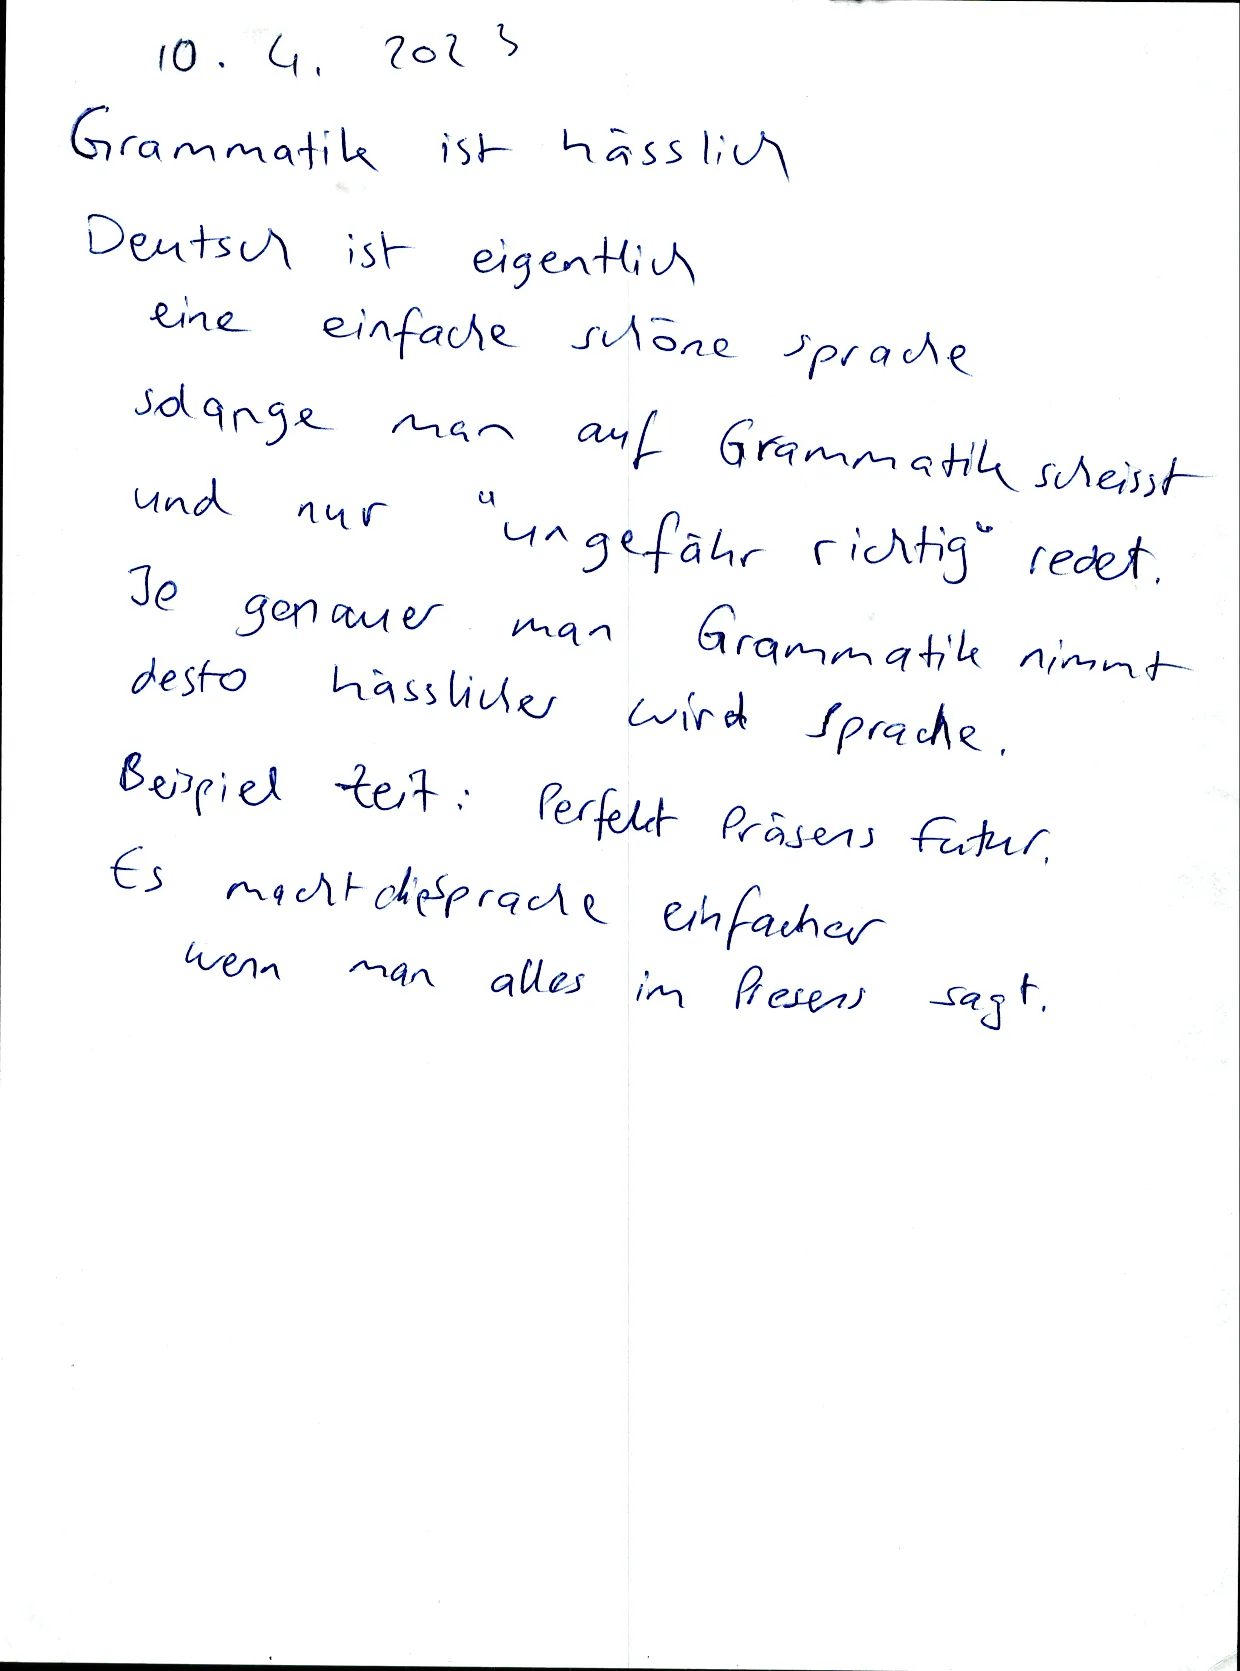 10. 4. 2023
Grammatik ist hässlich
Deutsch ist eigentlich
eine einfache schöne sprache
solange man auf Grammatik scheisst
und nur "ungefähr richtig" redet.
Je genauer man Grammatik nimmt
desto hässlicher wird Sprache.
Beispiel Zeit: Perfekt Präsens Futur.
Es macht die Sprache einfacher
wenn man alles im Presens sagt.